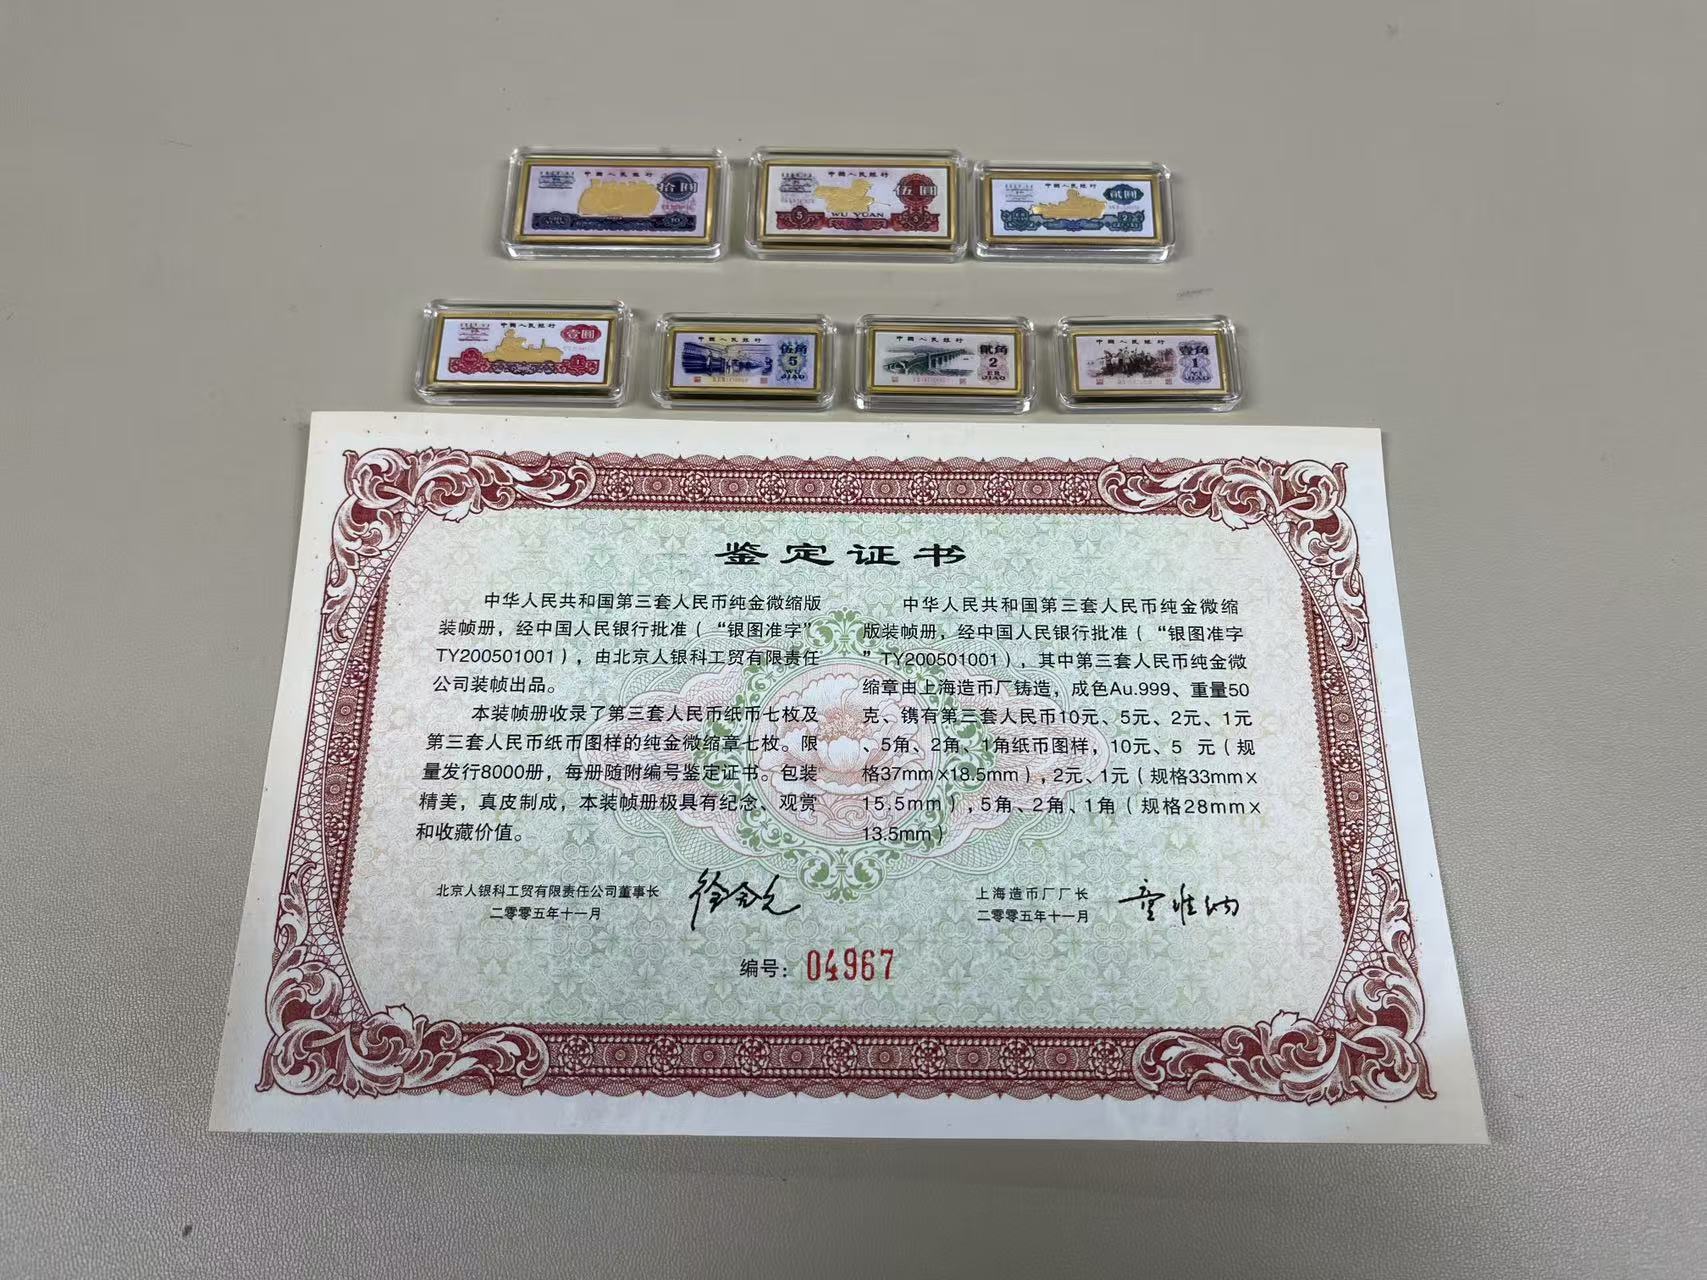 中国人民银行
拾圆
10
中国人民银行
伍圆
5
WU YUAN
5
中国人民银行
贰圆
2
中国人民银行
壹圆
1
中国人民银行
伍角
5
WU
JIAO
中国人民银行
贰角
2
ER
JIAO
中国人民银行
壹角
1
YI
JIAO
鉴定证书
中华人民共和国第三套人民币纯金微缩版
装帧册，经中国人民银行批准（“银图准字”
TY200501001），由北京人银科工贸有限责任
公司装帧出品。
本装帧册收录了第三套人民币纸币七枚及
第三套人民币纸币图样的纯金微缩章七枚。限
量发行8000册，每册随附编号鉴定证书。包装
精美，真皮制成，本装帧册极具有纪念、观赏
和收藏价值。
北京人银科工贸有限责任公司董事长
二零零五年十一月
中华人民共和国第三套人民币纯金微缩
版装帧册，经中国人民银行批准（“银图准字
”TY200501001），其中第三套人民币纯金微
缩章由上海造币厂铸造，成色Au.999、重量50
克、镌有第三套人民币10元、5元、2元、1元
、5角、2角、1角纸币图样，10元、5 元（规
格37mm×18.5mm），2元、1元（规格33mm×
15.5mm），5角、2角、1角（规格28mm×
13.5mm）
上海造币厂厂长
二零零五年十一月
编号：04967